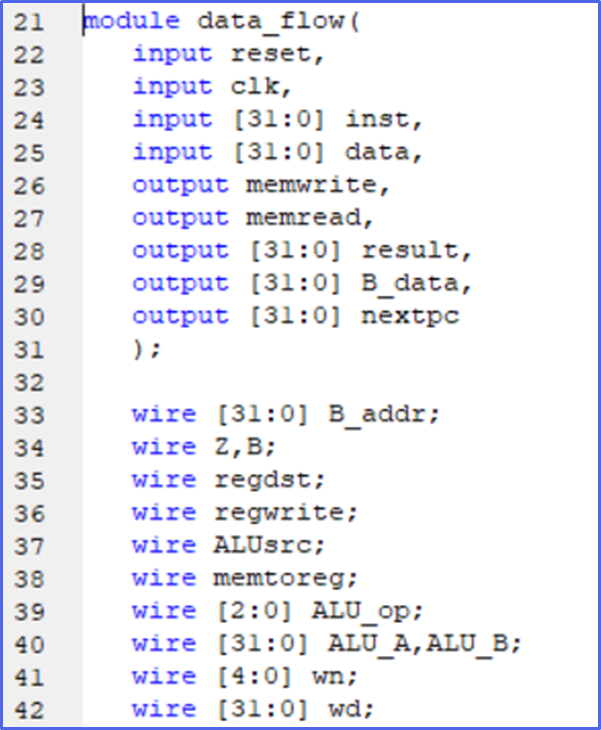 21 module data_flow(
22 input reset,
23 input clk,
24 input [31:0] inst,
25 input [31:0] data,
26 output memwrite,
27 output memread,
28 output [31:0] result,
29 output [31:0] B_data,
30 output [31:0] nextpc
31 );
32
33 wire [31:0] B_addr;
34 wire Z,B;
35 wire regdst;
36 wire regwrite;
37 wire ALUsrc;
38 wire memtoreg;
39 wire [2:0] ALU_op;
40 wire [31:0] ALU_A,ALU_B;
41 wire [4:0] wn;
42 wire [31:0] wd;